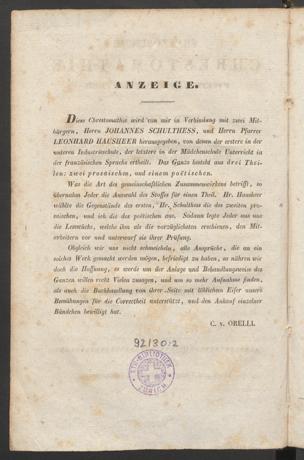 ANZEIGE.
Diese Chrestomathie wird von mir in Verbindung mit zwei Mit-
bürgern, Herrn JOHANNES SCHULTHESS, und Herrn Pfarrer
LEONHARD HAUSHEER herausgegeben, von denen der erstere in der
unteren Industrieschule, der letztere in der Mädchenschule Unterricht in
der französischen Sprache ertheilt. Das Ganze besteht aus drei Thei-
len: zwei prosaischen, und einem poetischen.
Was die Art des gemeinschaftlichen Zusammenwirkens betrifft, so
übernahm Jeder die Auswahl des Stoffes für einen Theil. Hr. Hausheer
wählte die Gegenstände des ersten, Hr. Schulthess die des zweiten pro-
saischen, und ich die des poetischen aus. Sodann legte Jeder aus uns
die Lesestücke, welche ihm als die vorzüglichsten erschienen, den Mit-
arbeitern vor und unterwarf sie ihrer Prüfung.
Obgleich wir uns nicht schmeicheln, alle Ansprüche, die an ein
solches Werk gemacht werden mögen, befriedigt zu haben, so nähren wir
doch die Hoffnung, es werde um der Anlage und Behandlungsweise des
Ganzen willen recht Vielen zusagen, und um so mehr Aufnahme finden,
als auch die Buchhandlung von ihrer Seite mit löblichem Eifer unsere
Bemühungen für die Correctheit unterstützt, und den Ankauf einzelner
Bändchen bewilligt hat.
C. v. ORELLI.
92180:2
ETH-BIBLIOTHEK
ZÜRICH